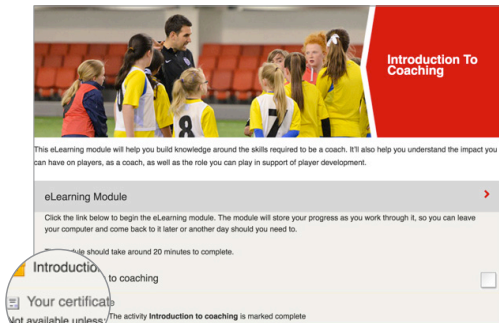 Introduction To
Coaching
This eLearning module will help you build knowledge around the skills required to be a coach. It'll also help you understand the impact you
can have on players, as a coach, as well as the role you can play in support of player development.
eLearning Module
Click the link below to begin the eLearning module. The module will store your progress as you work through it, so you can leave
your computer and come back to it later or another day should you need to.
should take around 20 minutes to complete.
Introduction
to coaching
Your certificate
Not available unless:
The activity Introduction to coaching is marked complete